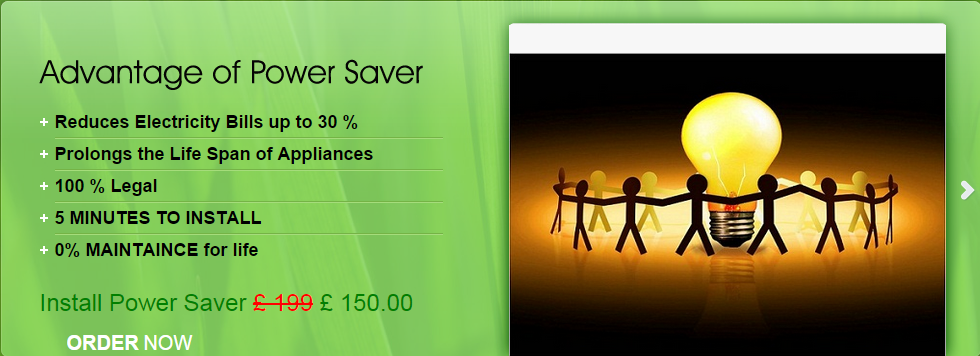 Advantage of Power Saver
+ Reduces Electricity Bills up to 30 %
+ Prolongs the Life Span of Appliances
+ 100 % Legal
+ 5 MINUTES TO INSTALL
+ 0% MAINTAINCE for life
Install Power Saver £ 199 £ 150.00
ORDER NOW